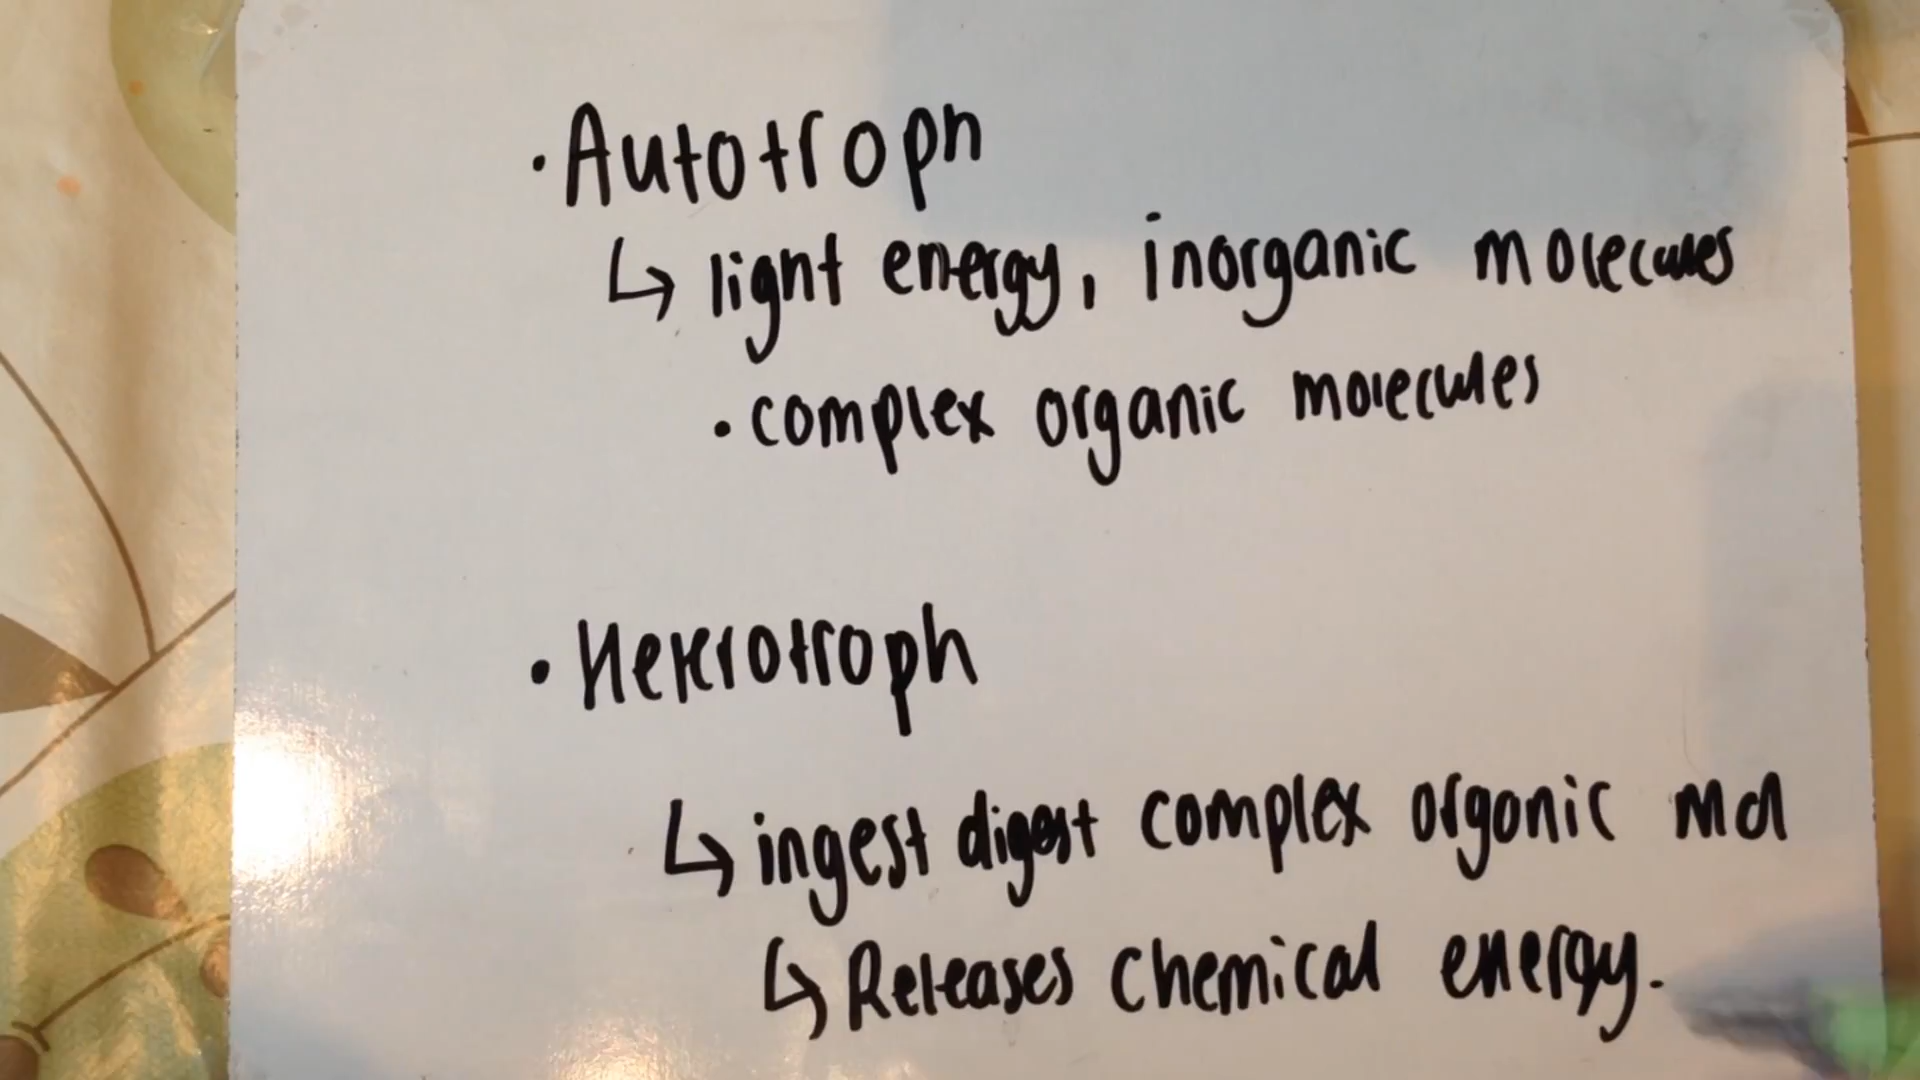 · Autotroph
↳ light energy, inorganic molecules
· complex organic molecules
· Heterotroph
↳ ingest digest complex organic mol
↳ Releases chemical energy.